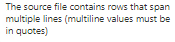 The source file contains rows that span
multiple lines (multiline values must be
in quotes)